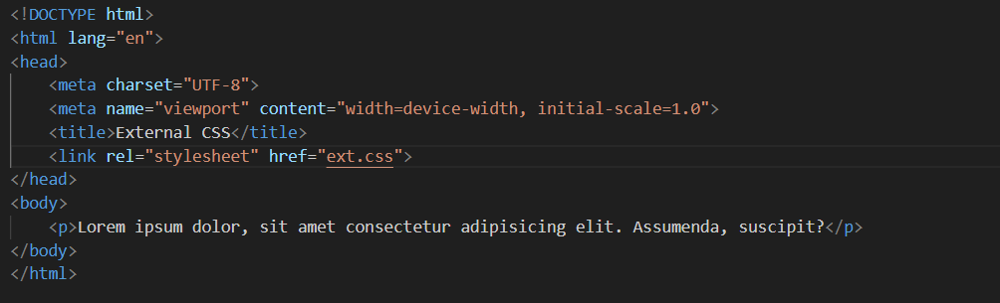 <!DOCTYPE html>
<html lang="en">
<head>
    <meta charset="UTF-8">
    <meta name="viewport" content="width=device-width, initial-scale=1.0">
    <title>External CSS</title>
    <link rel="stylesheet" href="ext.css">
</head>
<body>
    <p>Lorem ipsum dolor, sit amet consectetur adipisicing elit. Assumenda, suscipit?</p>
</body>
</html>